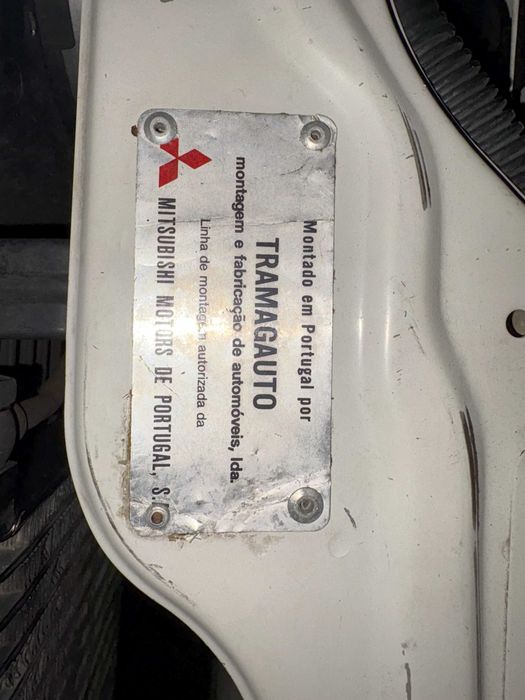 Montado em Portugal por
TRAMAGAUTO
montagem e fabricação de automóveis, lda.
Linha de montagem autorizada da
MITSUBISHI MOTORS DE PORTUGAL, S.